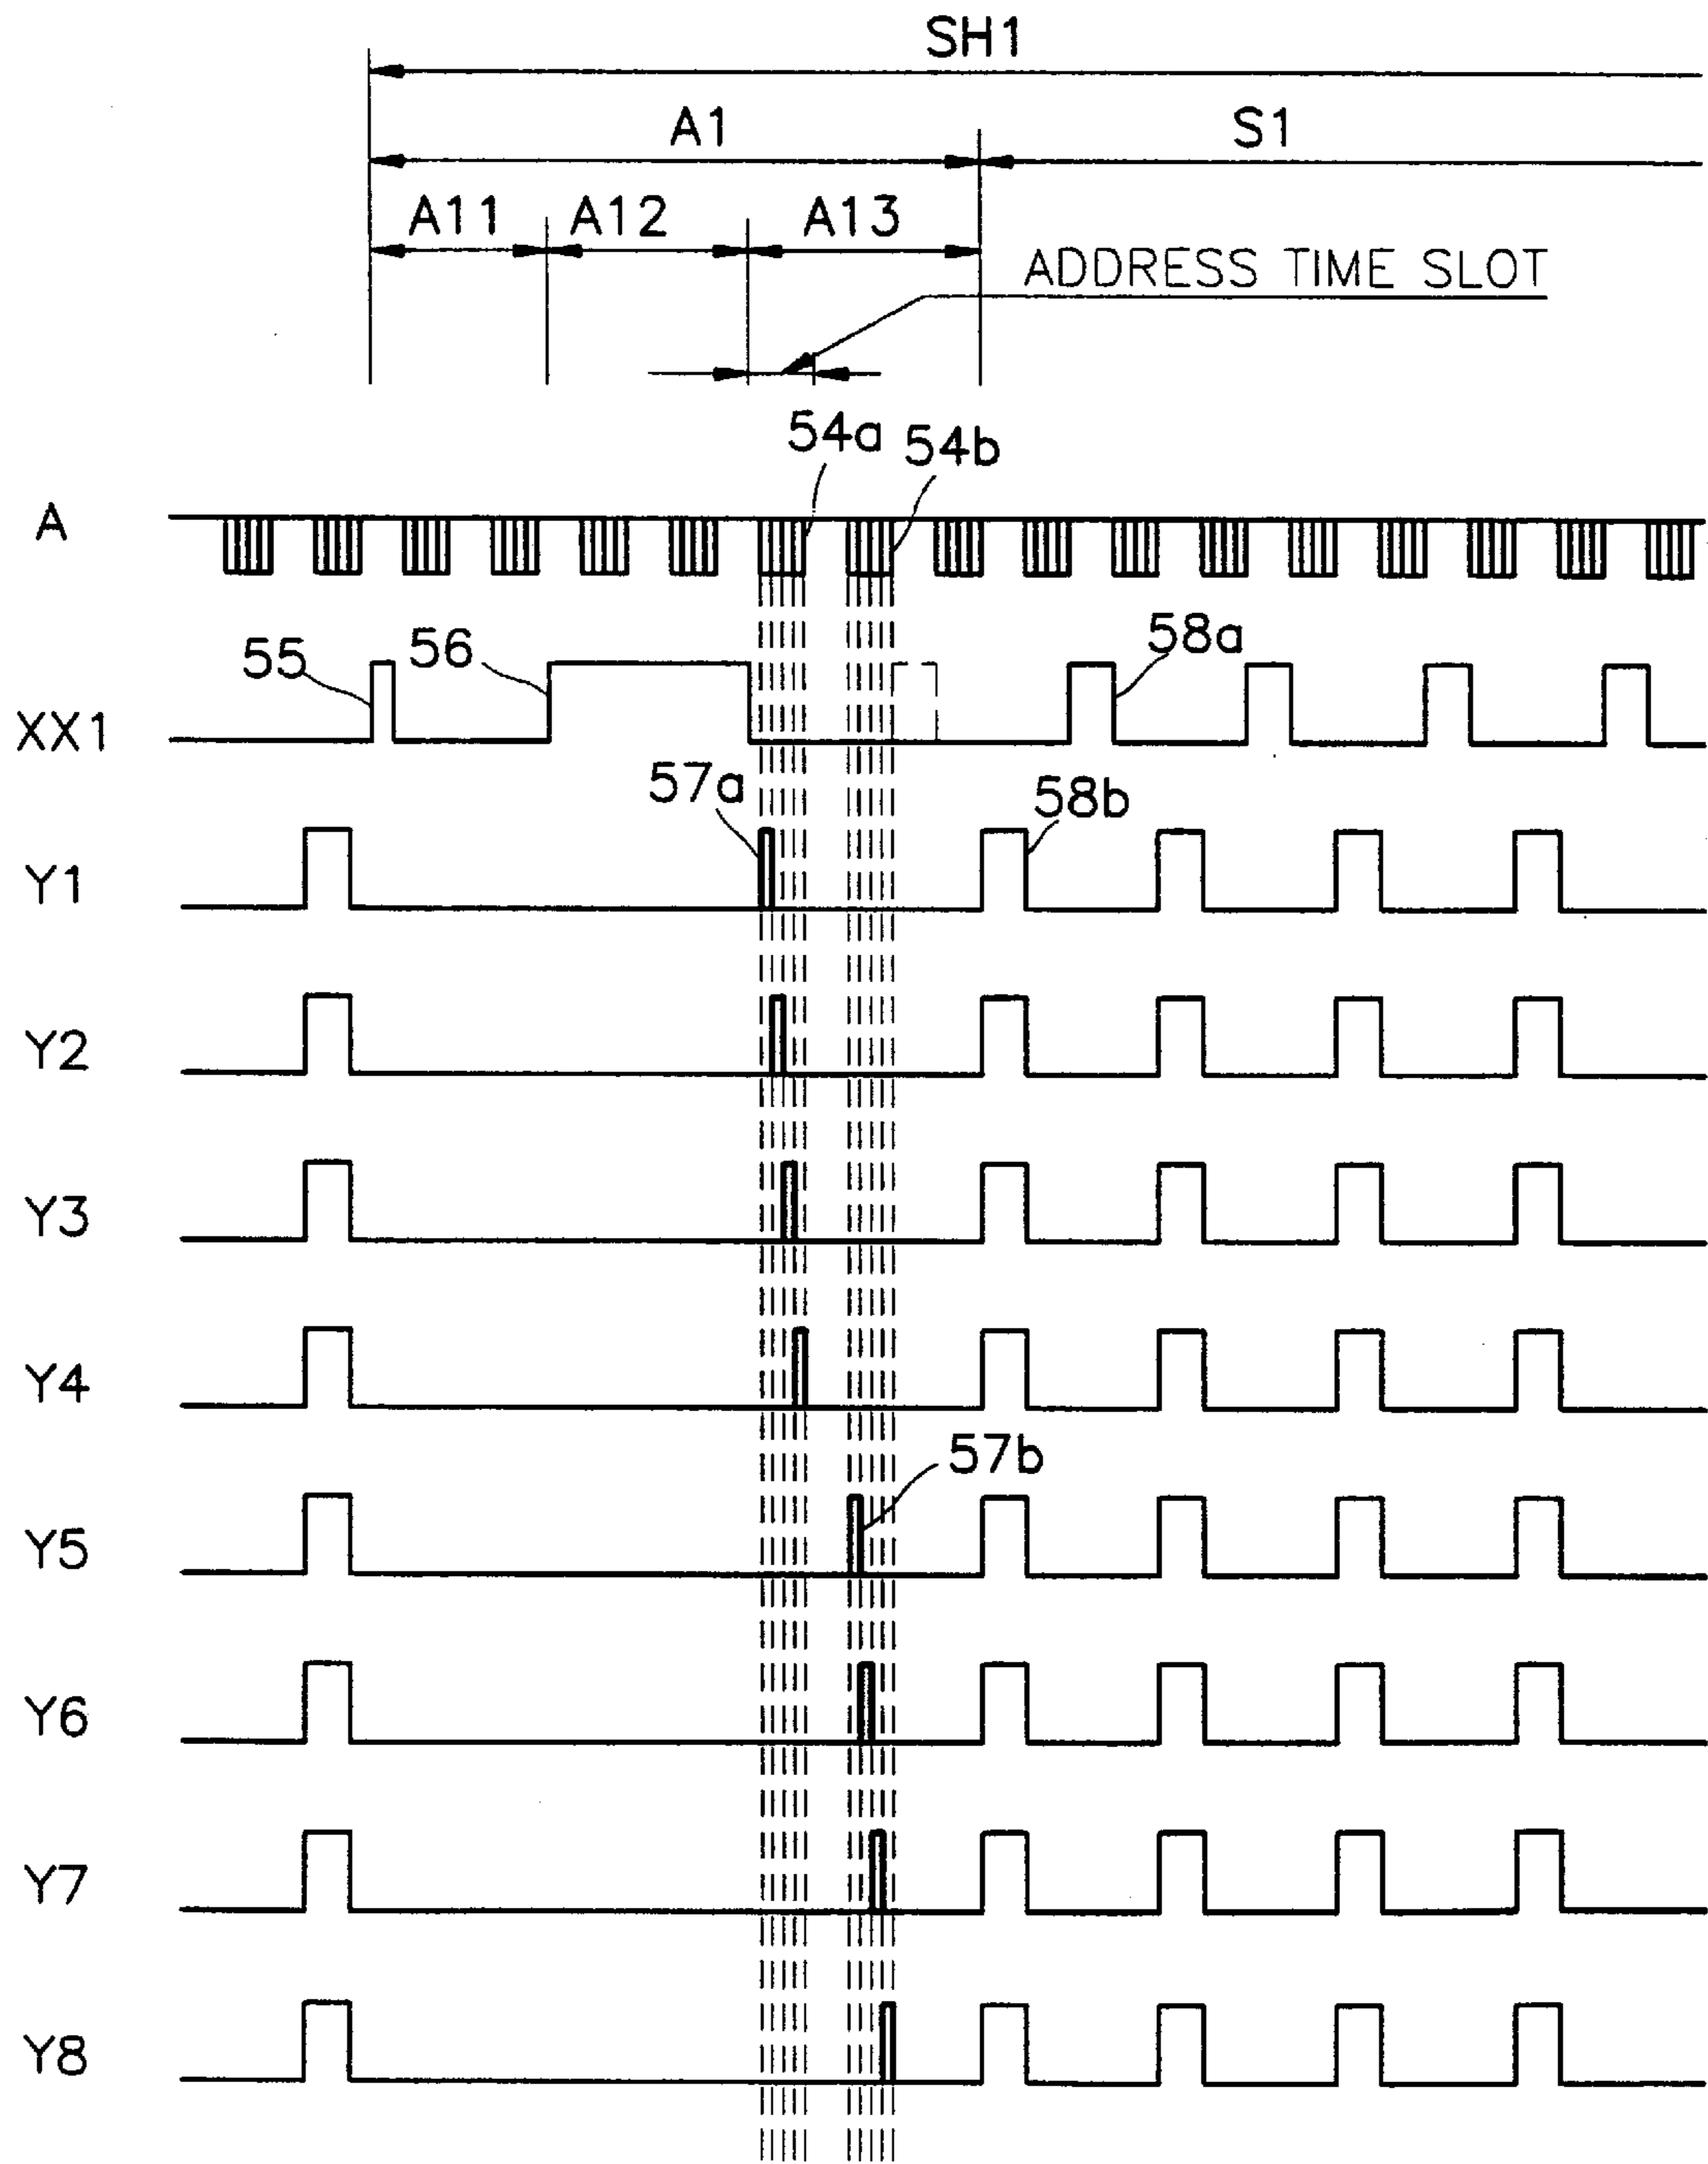 SH1
A1 S1
A11 A12 A13
ADDRESS TIME SLOT
54a 54b
A
55 56 58a
XX1
57a 58b
Y1
Y2
Y3
Y4
57b
Y5
Y6
Y7
Y8